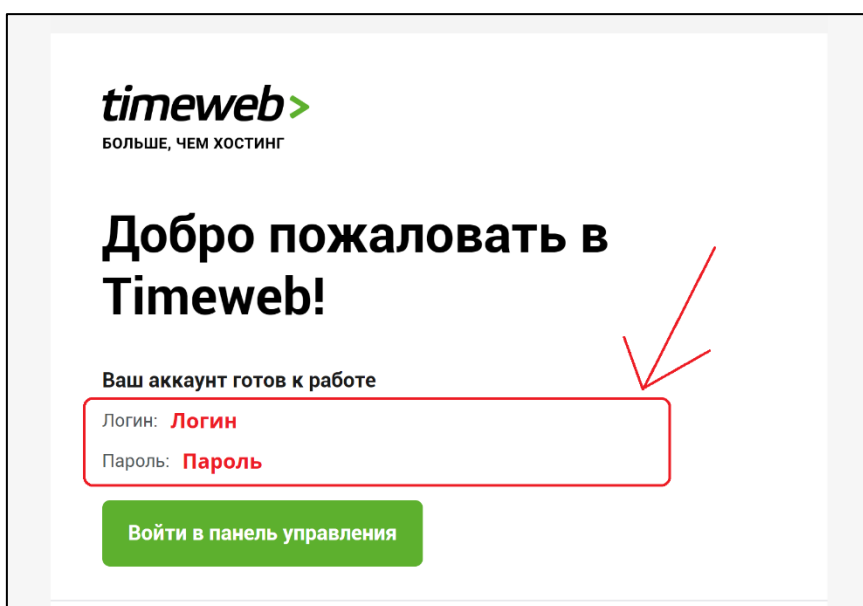 timeweb>
БОЛЬШЕ, ЧЕМ ХОСТИНГ
Добро пожаловать в
Timeweb!
Ваш аккаунт готов к работе
Логин: Логин
Пароль: Пароль
Войти в панель управления